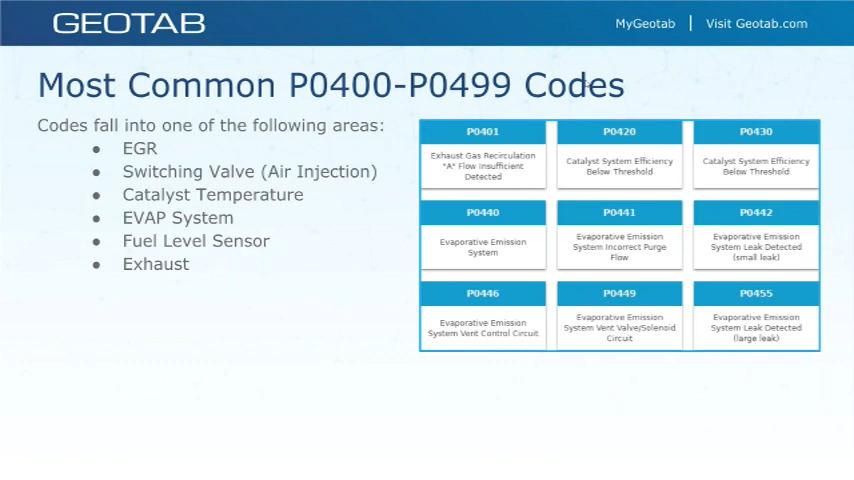 GEOTAB
MyGeotab | Visit Geotab.com
Most Common P0400-P0499 Codes
Codes fall into one of the following areas:
● EGR
● Switching Valve (Air Injection)
● Catalyst Temperature
● EVAP System
● Fuel Level Sensor
● Exhaust
P0401
Exhaust Gas Recirculation
"A" Flow Insufficient
Detected
P0420
Catalyst System Efficiency
Below Threshold
P0430
Catalyst System Efficiency
Below Threshold
P0440
Evaporative Emission
System
P0441
Evaporative Emission
System Incorrect Purge
Flow
P0442
Evaporative Emission
System Leak Detected
(small leak)
P0446
Evaporative Emission
System Vent Control Circuit
P0449
Evaporative Emission
System Vent Valve/Solenoid
Circuit
P0455
Evaporative Emission
System Leak Detected
(large leak)